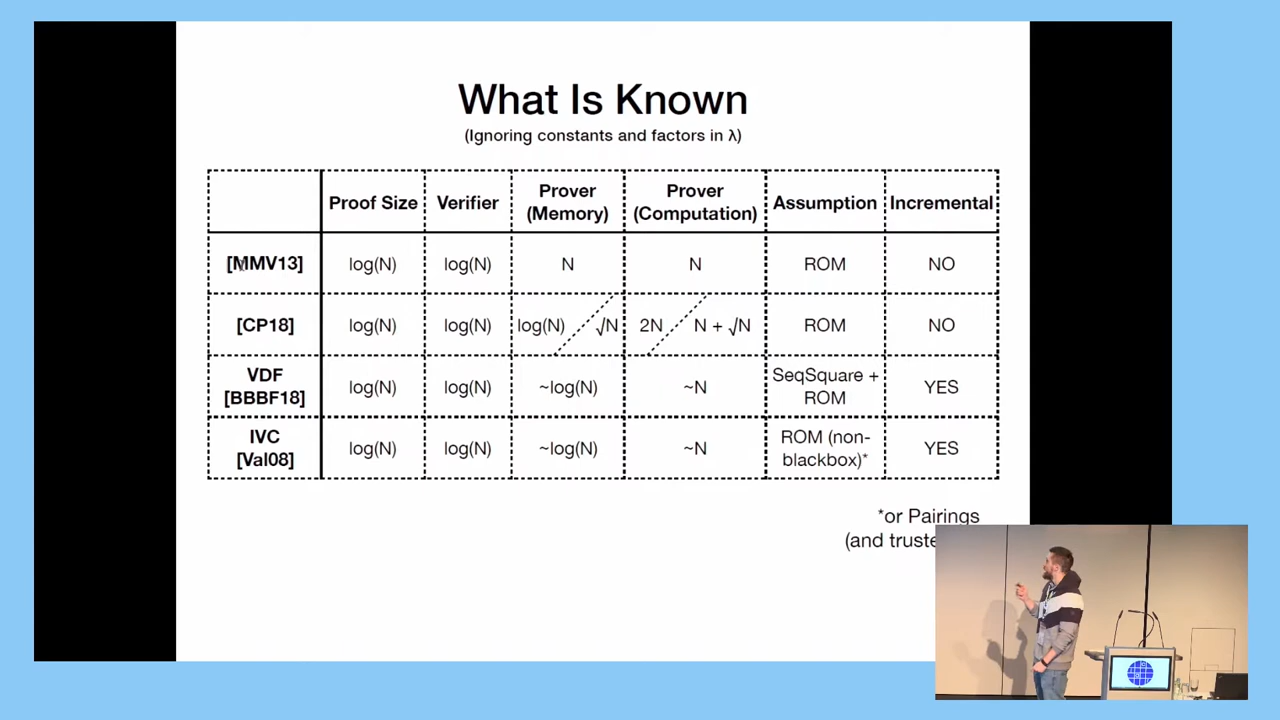 What Is Known
(Ignoring constants and factors in λ)
Proof Size Verifier Prover (Memory) Prover (Computation) Assumption Incremental
[MMV13] log(N) log(N) N N ROM NO
[CP18] log(N) log(N) log(N) √N 2N N + √N ROM NO
VDF [BBBF18] log(N) log(N) ~log(N) ~N SeqSquare + ROM YES
IVC [Val08] log(N) log(N) ~log(N) ~N ROM (non-blackbox)* YES
*or Pairings
(and